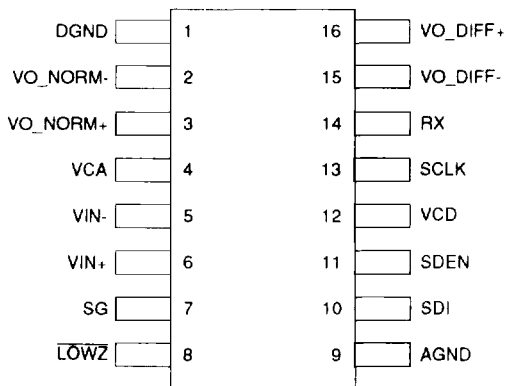 DGND 1 16 VO_DIFF+
VO_NORM- 2 15 VO_DIFF-
VO_NORM+ 3 14 RX
VCA 4 13 SCLK
VIN- 5 12 VCD
VIN+ 6 11 SDEN
SG 7 10 SDI
LOWZ 8 9 AGND